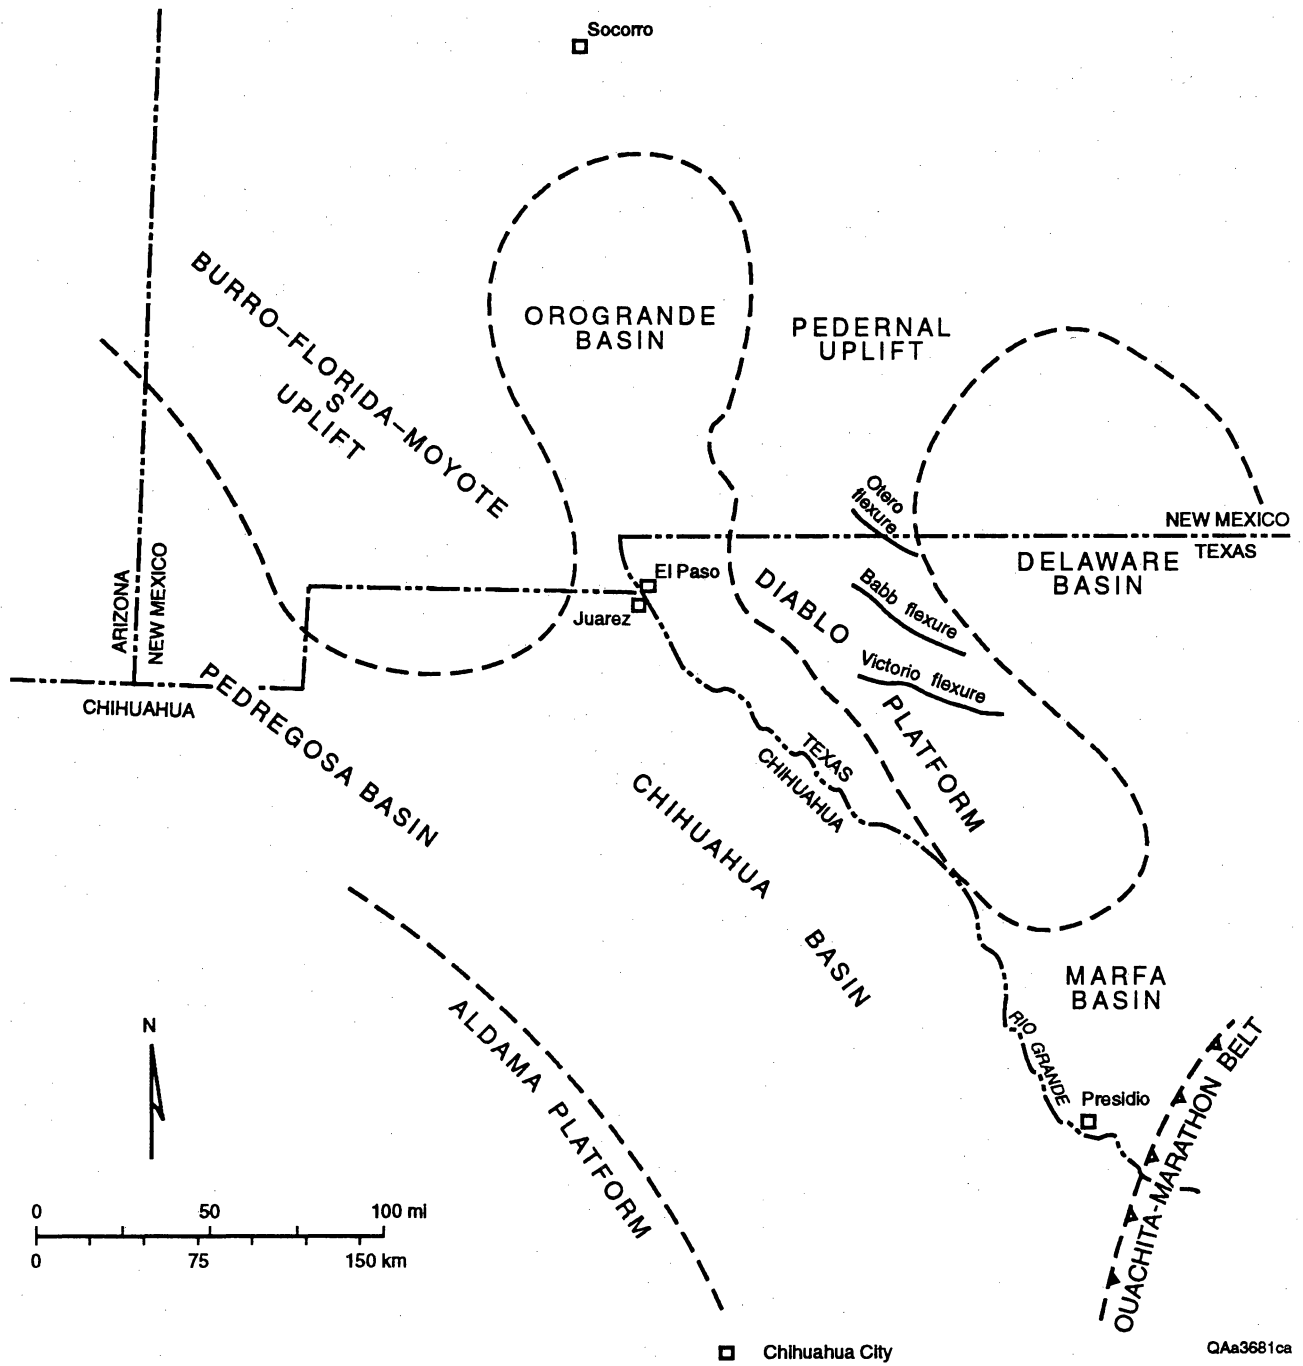 Socorro
BURRO–FLORIDA–MOYOTE
S
UPLIFT
OROGRANDE
BASIN
PEDERNAL
UPLIFT
Otero
flexure
NEW MEXICO
TEXAS
DELAWARE
BASIN
El Paso
Juarez
DIABLO
PLATFORM
Babb flexure
Victorio flexure
ARIZONA
NEW MEXICO
CHIHUAHUA
PEDREGOSA BASIN
TEXAS
CHIHUAHUA
CHIHUAHUA
BASIN
MARFA
BASIN
ALDAMA PLATFORM
RIO GRANDE
Presidio
OUACHITA-MARATHON BELT
N
0 50 100 mi
0 75 150 km
Chihuahua City
QAa3681ca